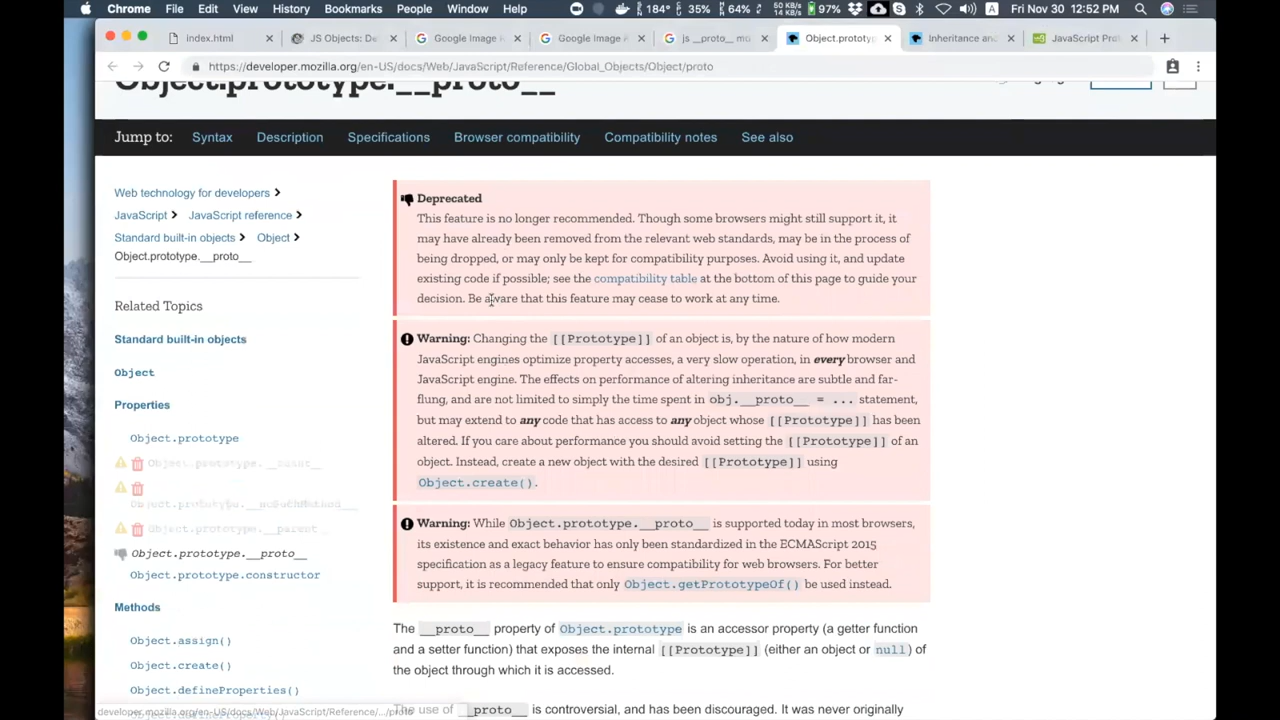 Chrome File Edit View History Bookmarks People Window Help 184° 35% 64% 50 KB 14 KB 97% Fri Nov 30 12:52 PM
Index.html JS Objects: De Google Image Google Image js __proto__ mo Object.prototyp Inheritance and JavaScript Pro
https://developer.mozilla.org/en-US/docs/Web/JavaScript/Reference/Global_Objects/Object/proto
Object.prototype.__proto__
Jump to: Syntax Description Specifications Browser compatibility Compatibility notes See also
Web technology for developers
JavaScript JavaScript reference
Standard built-in objects Object
Object.prototype.__proto__
Related Topics
Standard built-in objects
Object
Properties
Object.prototype
Object.prototype.__count__
Object.prototype.__noSuchMethod__
Object.prototype.__parent__
Object.prototype.__proto__
Object.prototype.constructor
Methods
Object.assign()
Object.create()
Object.defineProperties()
developer.mozilla.org/en-US/docs/Web/JavaScript/Reference/.../proto
Deprecated
This feature is no longer recommended. Though some browsers might still support it, it
may have already been removed from the relevant web standards, may be in the process of
being dropped, or may only be kept for compatibility purposes. Avoid using it, and update
existing code if possible; see the compatibility table at the bottom of this page to guide your
decision. Be aware that this feature may cease to work at any time.
Warning: Changing the [[Prototype]] of an object is, by the nature of how modern
JavaScript engines optimize property accesses, a very slow operation, in every browser and
JavaScript engine. The effects on performance of altering inheritance are subtle and far-
flung, and are not limited to simply the time spent in obj.__proto__ = ... statement,
but may extend to any code that has access to any object whose [[Prototype]] has been
altered. If you care about performance you should avoid setting the [[Prototype]] of an
object. Instead, create a new object with the desired [[Prototype]] using
Object.create().
Warning: While Object.prototype.__proto__ is supported today in most browsers,
its existence and exact behavior has only been standardized in the ECMAScript 2015
specification as a legacy feature to ensure compatibility for web browsers. For better
support, it is recommended that only Object.getPrototypeOf() be used instead.
The __proto__ property of Object.prototype is an accessor property (a getter function
and a setter function) that exposes the internal [[Prototype]] (either an object or null) of
the object through which it is accessed.
The use of __proto__ is controversial, and has been discouraged. It was never originally